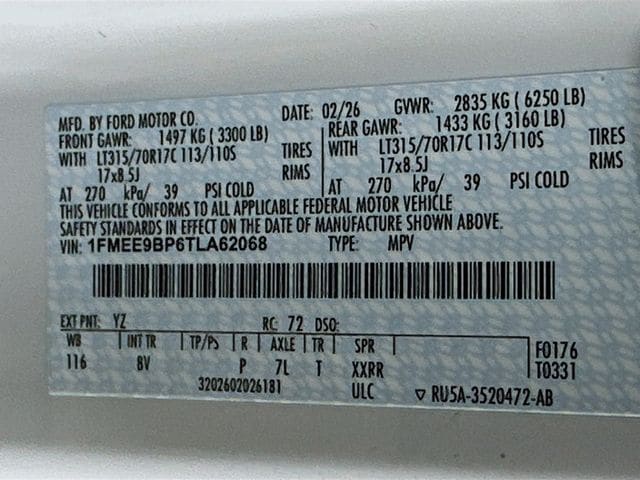 MFD. BY FORD MOTOR CO.
DATE: 02/26 GVWR: 2835 KG ( 6250 LB)
FRONT GAWR: 1497 KG ( 3300 LB) REAR GAWR: 1433 KG ( 3160 LB)
WITH LT315/70R17C 113/110S TIRES WITH LT315/70R17C 113/110S TIRES
17x8.5J RIMS 17x8.5J RIMS
AT 270 kPa/ 39 PSI COLD AT 270 kPa/ 39 PSI COLD
THIS VEHICLE CONFORMS TO ALL APPLICABLE FEDERAL MOTOR VEHICLE
SAFETY STANDARDS IN EFFECT ON THE DATE OF MANUFACTURE SHOWN ABOVE.
VIN: 1FMEE9BP6TLA62068 TYPE: MPV
EXT PNT: YZ RC: 72 DSO:
WB INT TR TP/PS R AXLE TR SPR F0176
116 BV P 7L T XXRR T0331
3202602026181 ULC ▽ RU5A-3520472-AB